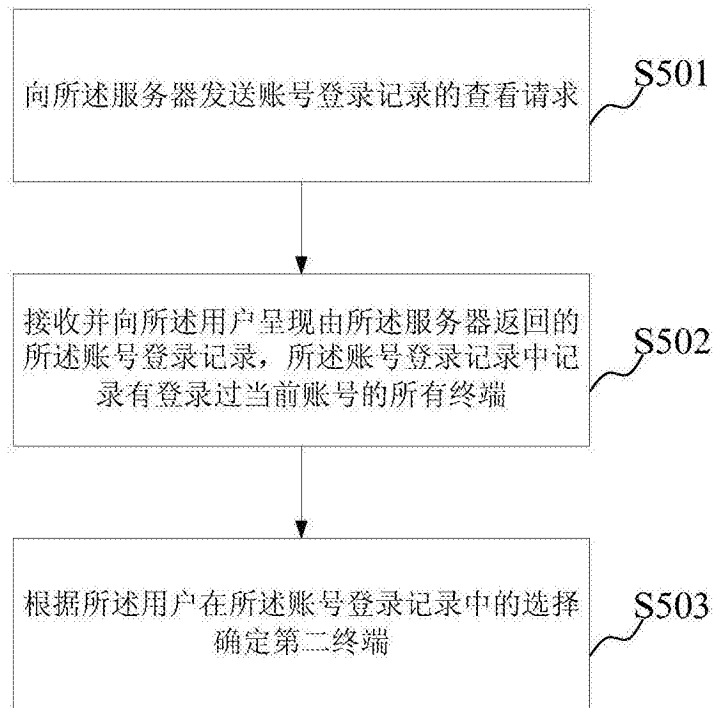 向所述服务器发送账号登录记录的查看请求
S501
接收并向所述用户呈现由所述服务器返回的
所述账号登录记录，所述账号登录记录中记
录有登录过当前账号的所有终端
S502
根据所述用户在所述账号登录记录中的选择
确定第二终端
S503